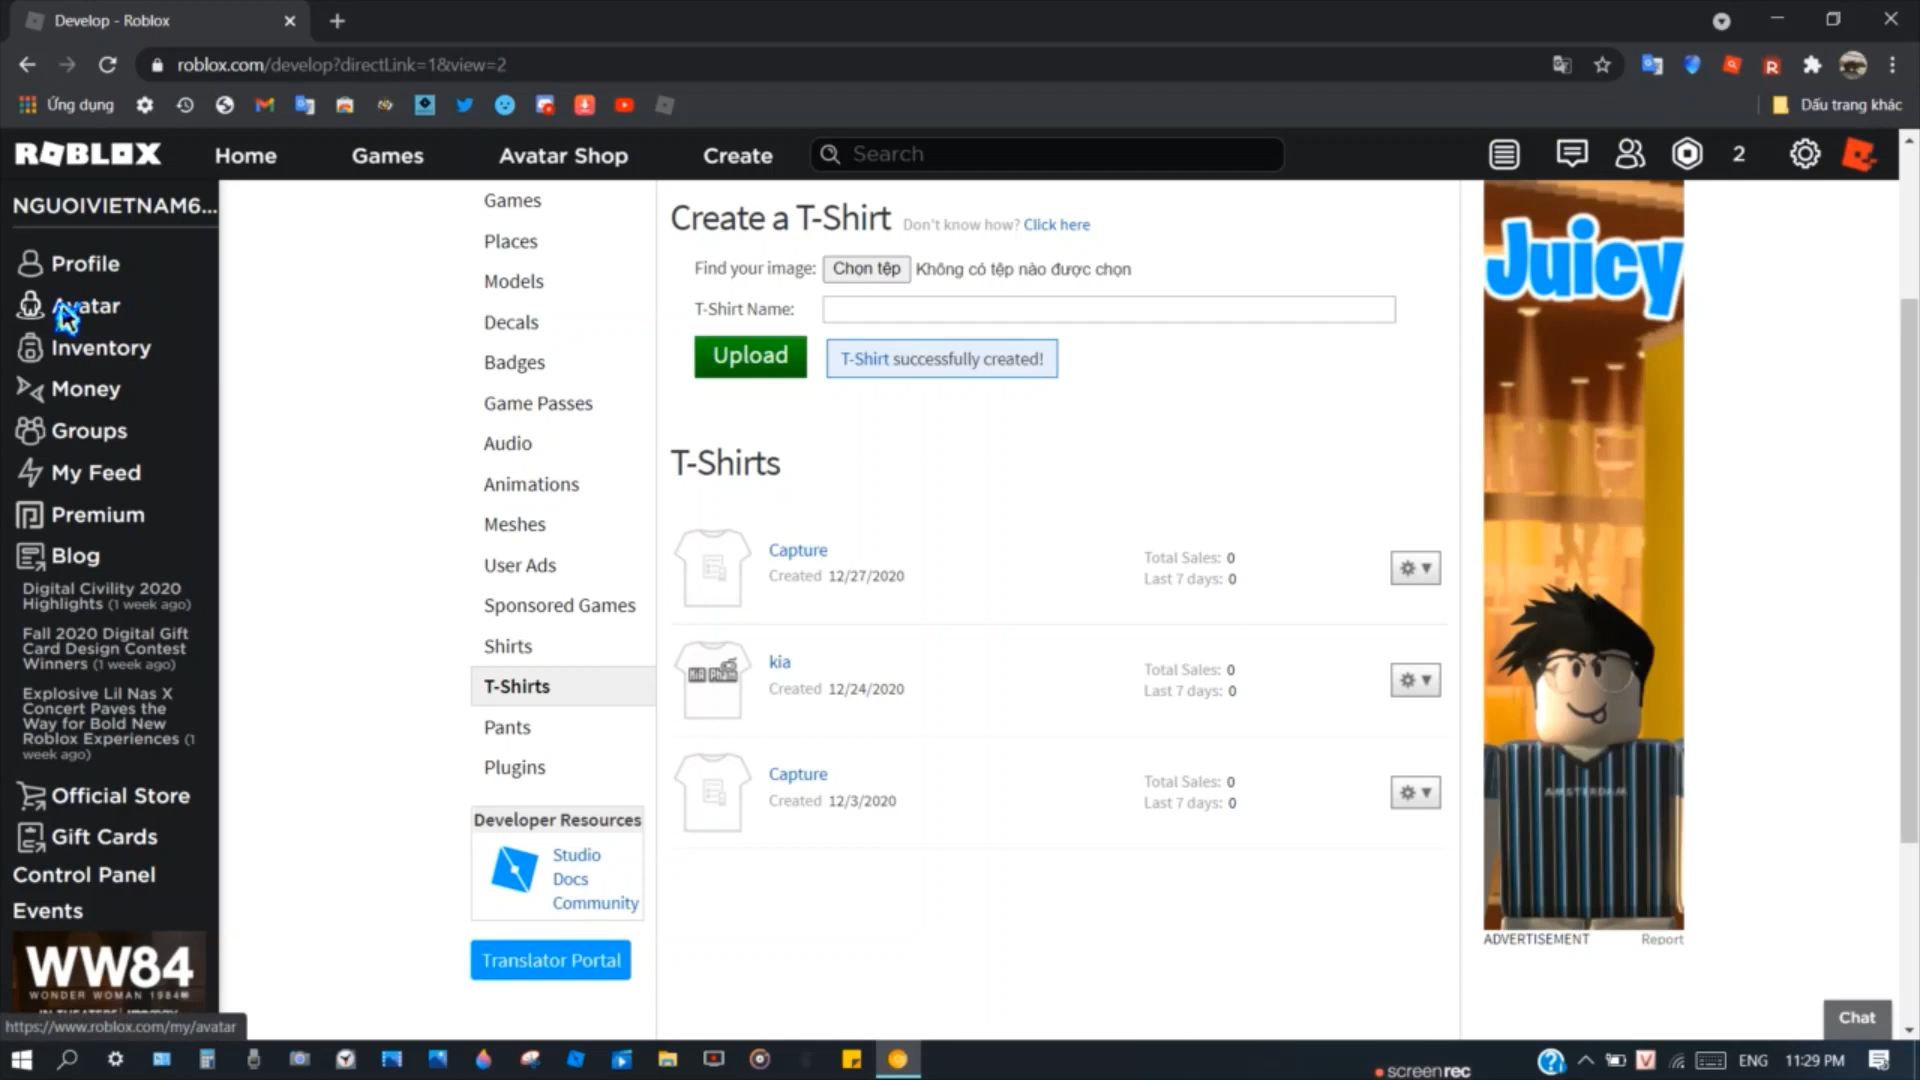 Develop - Roblox
roblox.com/develop?directLink=1&view=2
Ứng dụng
Dấu trang khác
ROBLOX
Home
Games
Avatar Shop
Create
Search
2
NGUOIVIETNAM6...
Profile
Avatar
Inventory
Money
Groups
My Feed
Premium
Blog
Digital Civility 2020
Highlights (1 week ago)
Fall 2020 Digital Gift
Card Design Contest
Winners (1 week ago)
Explosive Lil Nas X
Concert Paves the
Way for Bold New
Roblox Experiences (1
week ago)
Official Store
Gift Cards
Control Panel
Events
WW84
WONDER WOMAN 1984
https://www.roblox.com/my/avatar
Games
Places
Models
Decals
Badges
Game Passes
Audio
Animations
Meshes
User Ads
Sponsored Games
Shirts
T-Shirts
Pants
Plugins
Developer Resources
Studio
Docs
Community
Translator Portal
Create a T-Shirt Don't know how? Click here
Find your image: Chọn tệp Không có tệp nào được chọn
T-Shirt Name:
Upload
T-Shirt successfully created!
T-Shirts
Capture
Created 12/27/2020
Total Sales: 0
Last 7 days: 0
kia
Created 12/24/2020
Total Sales: 0
Last 7 days: 0
Capture
Created 12/3/2020
Total Sales: 0
Last 7 days: 0
Juicy
AMSTERDAM
ADVERTISEMENT
Report
Chat
ENG
11:29 PM
screenrec